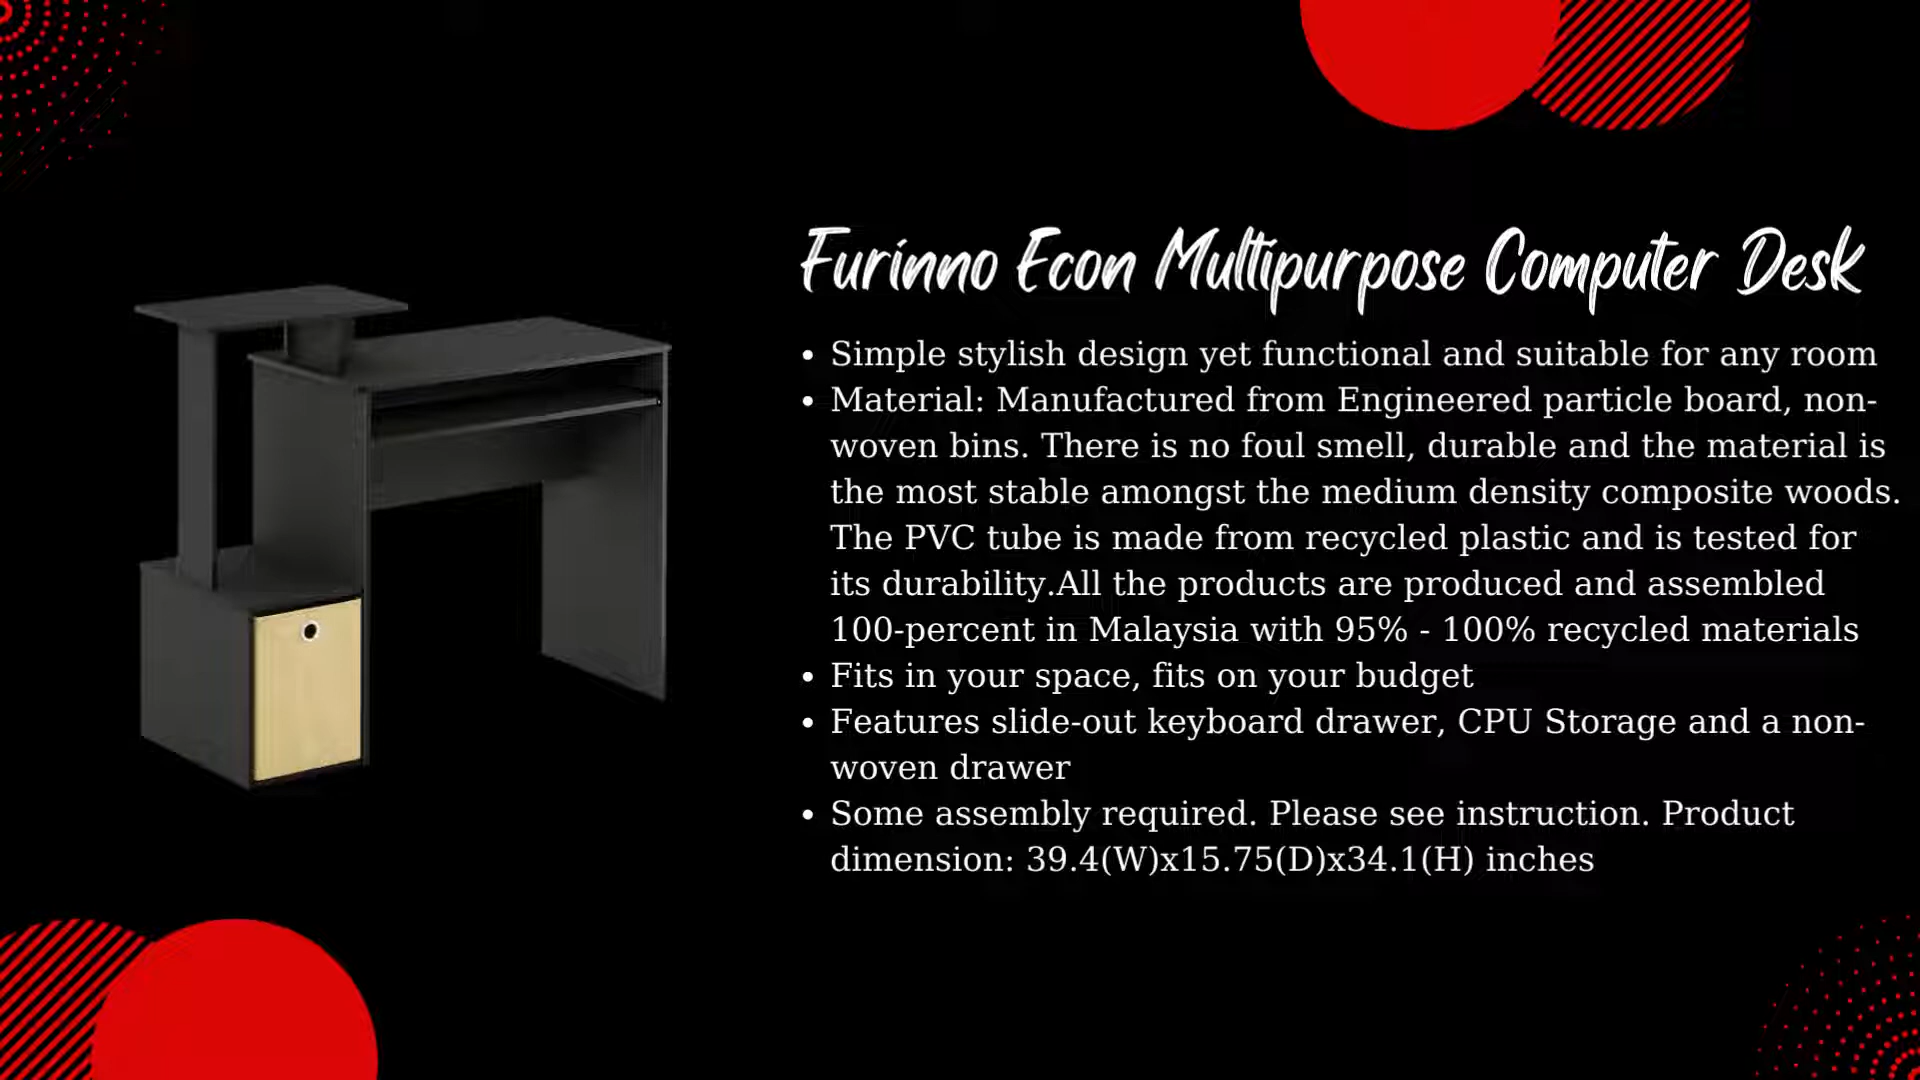 Furinno Econ Multipurpose Computer Desk
• Simple stylish design yet functional and suitable for any room
• Material: Manufactured from Engineered particle board, non-
woven bins. There is no foul smell, durable and the material is
the most stable amongst the medium density composite woods.
The PVC tube is made from recycled plastic and is tested for
its durability.All the products are produced and assembled
100-percent in Malaysia with 95% - 100% recycled materials
• Fits in your space, fits on your budget
• Features slide-out keyboard drawer, CPU Storage and a non-
woven drawer
• Some assembly required. Please see instruction. Product
dimension: 39.4(W)x15.75(D)x34.1(H) inches